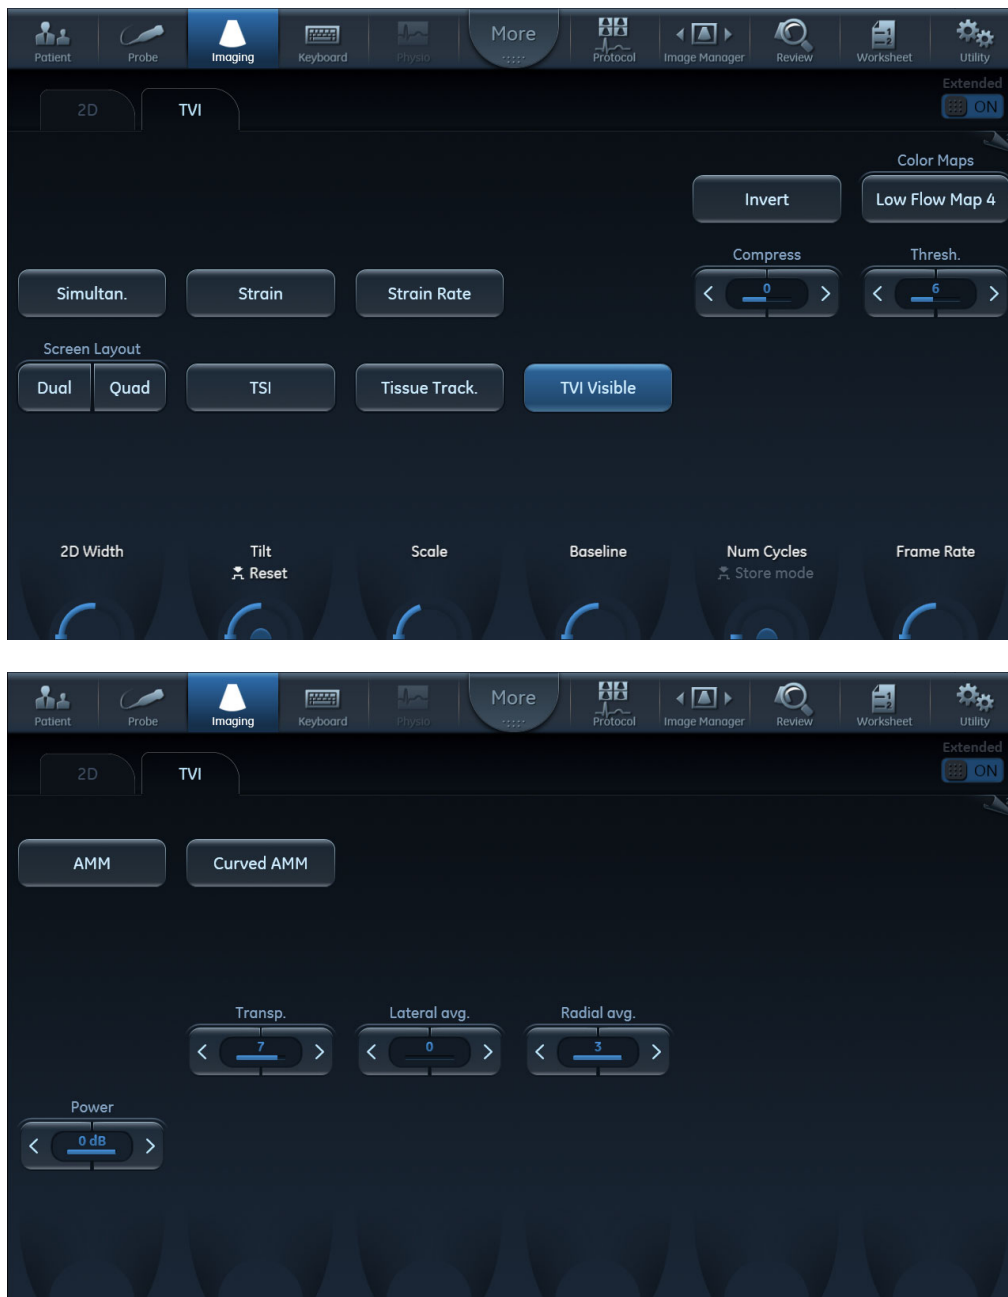 Patient Probe Imaging Keyboard Physio More Protocol Image Manager Review Worksheet Utility
Extended
2D TVI ON
Color Maps
Invert Low Flow Map 4
Compress Thresh.
Simultan. Strain Strain Rate 0 6
Screen Layout
Dual Quad TSI Tissue Track. TVI Visible
2D Width Tilt Scale Baseline Num Cycles Frame Rate
Reset Store mode
Patient Probe Imaging Keyboard Physio More Protocol Image Manager Review Worksheet Utility
Extended
2D TVI ON
AMM Curved AMM
Transp. Lateral avg. Radial avg.
7 0 3
Power
0 dB